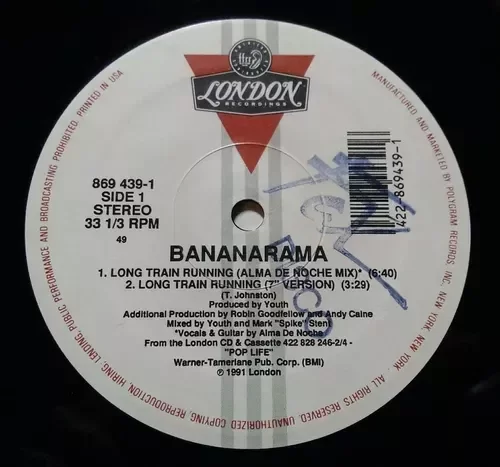 LONDON
RECORDINGS
869 439-1
SIDE 1
STEREO
33 1/3 RPM
49
422-869439-1
BANANARAMA
1. LONG TRAIN RUNNING (ALMA DE NOCHE MIX)* (6:40)
2. LONG TRAIN RUNNING (7" VERSION) (3:29)
(T. Johnston)
Produced by Youth
Additional Production by Robin Goodfellow and Andy Caine
Mixed by Youth and Mark "Spike" Stent
*Vocals & Guitar by Alma De Noche
From the London CD & Cassette 422 828 246-2/4 -
"POP LIFE"
Warner-Tamerlane Pub. Corp. (BMI)
℗ 1991 London
MANUFACTURED AND MARKETED BY POLYGRAM RECORDS, INC., NEW YORK, NEW YORK. ALL RIGHTS RESERVED. UNAUTHORIZED COPYING, REPRODUCTION, HIRING, LENDING, PUBLIC PERFORMANCE AND BROADCASTING PROHIBITED. PRINTED IN USA
DISCO